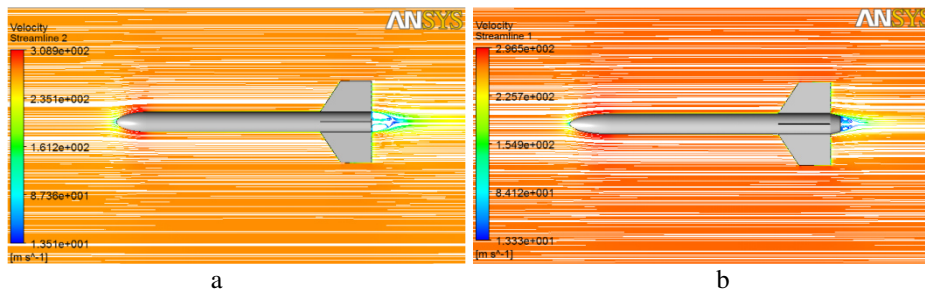 ANSYS
Velocity
Streamline 2
3.089e+002
2.351e+002
1.612e+002
8.736e+001
1.351e+001
[m s^-1]
a
ANSYS
Velocity
Streamline 1
2.965e+002
2.257e+002
1.549e+002
8.412e+001
1.333e+001
[m s^-1]
b